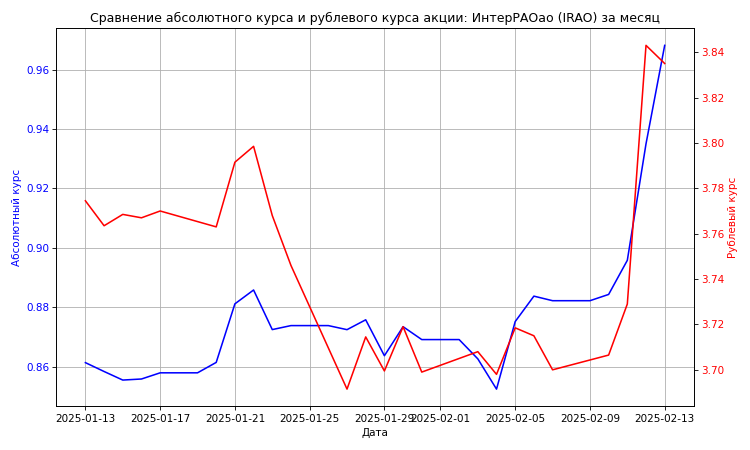 Сравнение абсолютного курса и рублевого курса акции: ИнтерРАОао (IRAO) за месяц
Абсолютный курс
0.96
0.94
0.92
0.90
0.88
0.86
3.84
3.82
3.80
3.78
3.76
3.74
3.72
3.70
Рублевый курс
2025-01-13 2025-01-17 2025-01-21 2025-01-25 2025-01-29 2025-02-01 2025-02-05 2025-02-09 2025-02-13
Дата